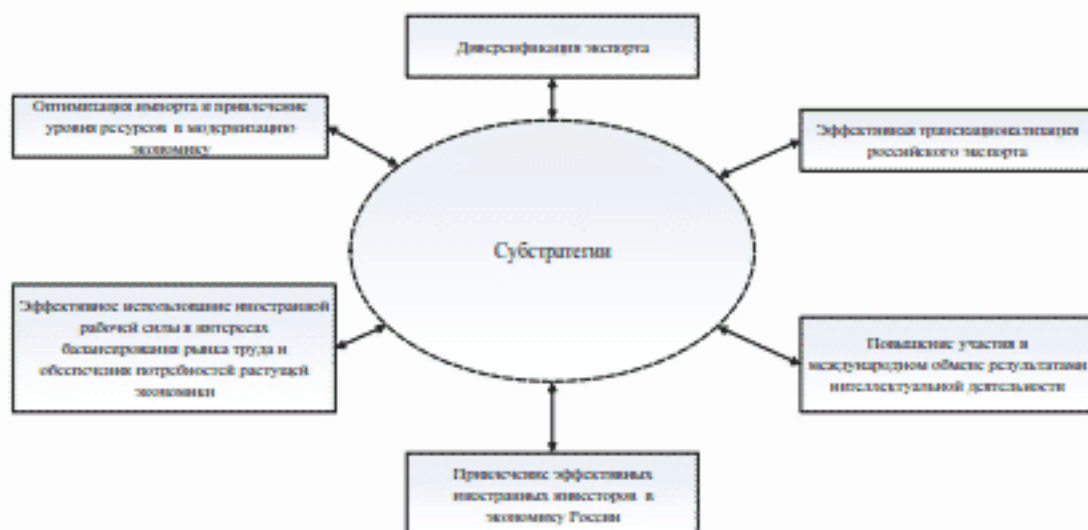 Диверсификация экспорта
Оптимизация импорта и привлечение
уровня ресурсов в модернизацию
экономику
Эффективная транснационализация
российского экспорта
Субстратегии
Эффективное использование иностранной
рабочей силы в интересах
балансирования рынка труда и
обеспечения потребностей растущей
экономики
Повышение участия в
международном обмене результатами
интеллектуальной деятельности
Привлечение эффективных
иностранных инвесторов в
экономику России